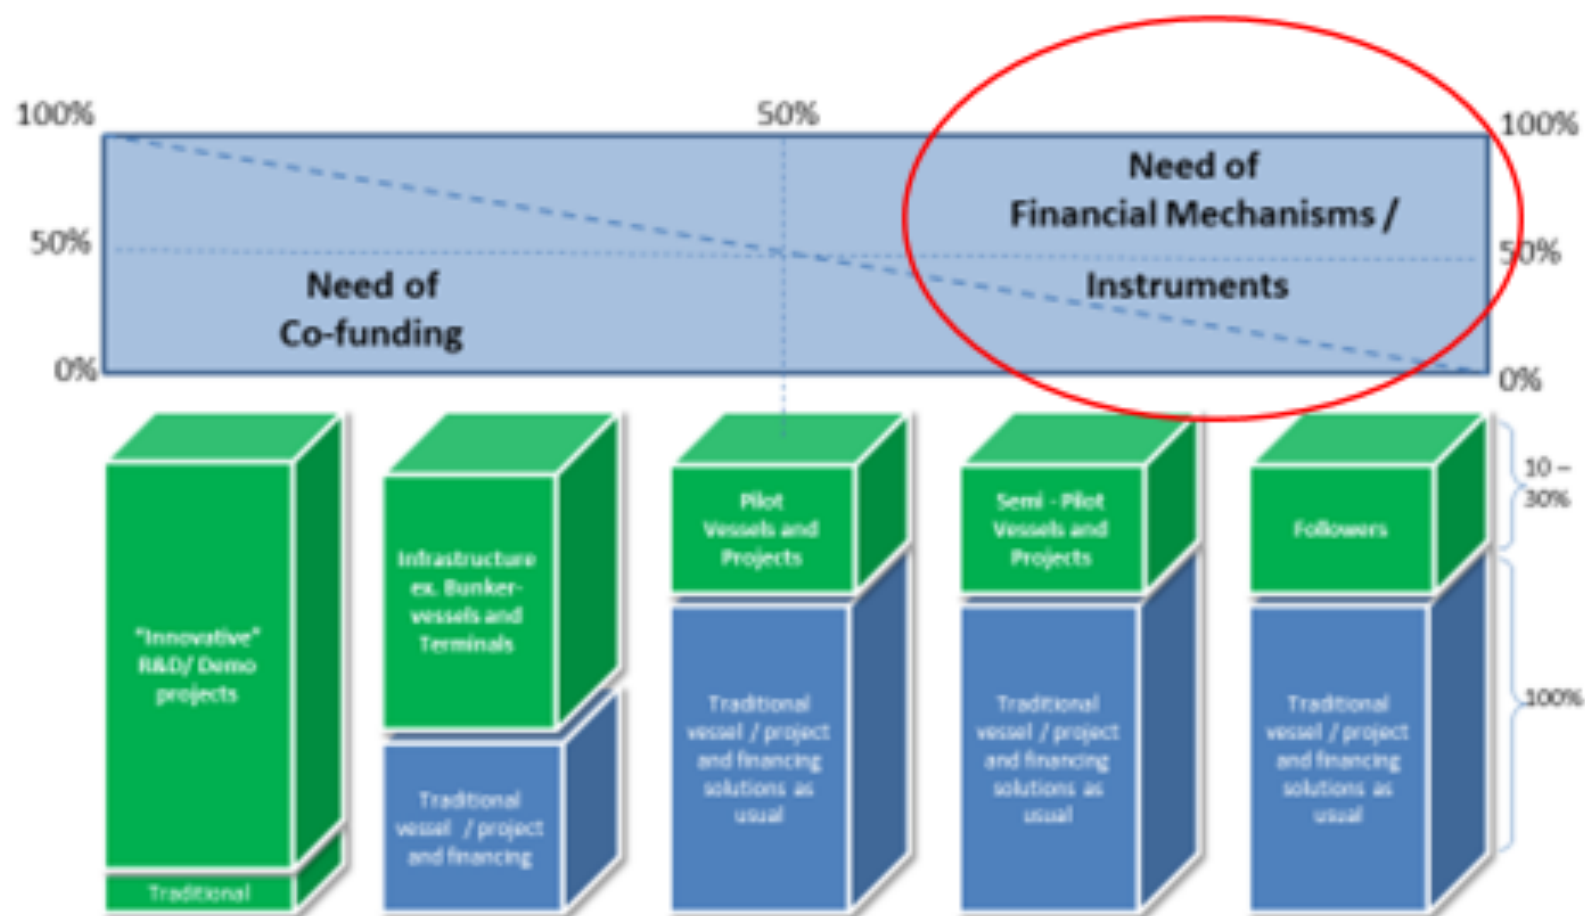 100%
50%
100%
Need of
Financial Mechanisms /
50%
50%
Need of
Co-funding
Instruments
0%
0%
"Innovative"
R&D/ Demo
projects
Traditional
Infrastructure
ex. Bunker-
vessels and
Terminals
Traditional
vessel / project
and financing
Pilot
Vessels and
Projects
Traditional
vessel / project
and financing
solutions as
usual
Semi - Pilot
Vessels and
Projects
Traditional
vessel / project
and financing
solutions as
usual
Followers
Traditional
vessel / project
and financing
solutions as
usual
10 –
30%
100%